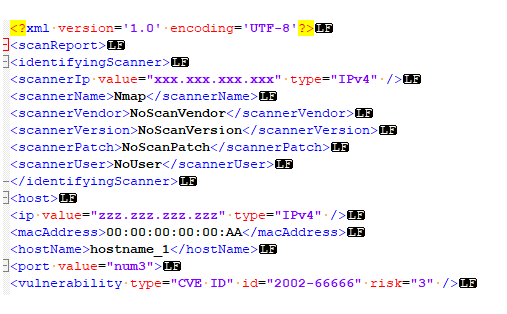 <?xml version='1.0' encoding='UTF-8'?>LF
<scanReport>LF
<identifyingScanner>LF
<scannerIp value="xxx.xxx.xxx.xxx" type="IPv4" />LF
<scannerName>Nmap</scannerName>LF
<scannerVendor>NoScanVendor</scannerVendor>LF
<scannerVersion>NoScanVersion</scannerVersion>LF
<scannerPatch>NoScanPatch</scannerPatch>LF
<scannerUser>NoUser</scannerUser>LF
</identifyingScanner>LF
<host>LF
<ip value="zzz.zzz.zzz.zzz" type="IPv4" />LF
<macAddress>00:00:00:00:00:AA</macAddress>LF
<hostName>hostname_1</hostName>LF
<port value="num3">LF
<vulnerability type="CVE ID" id="2002-66666" risk="3" />LF